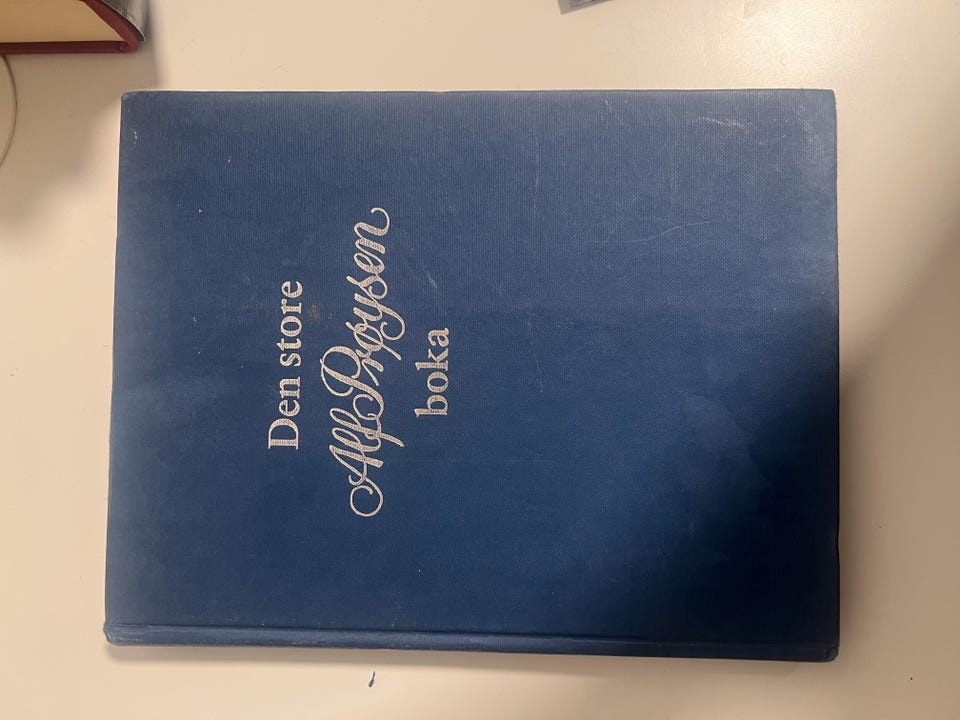 Den store
Alf Prøysen
boka